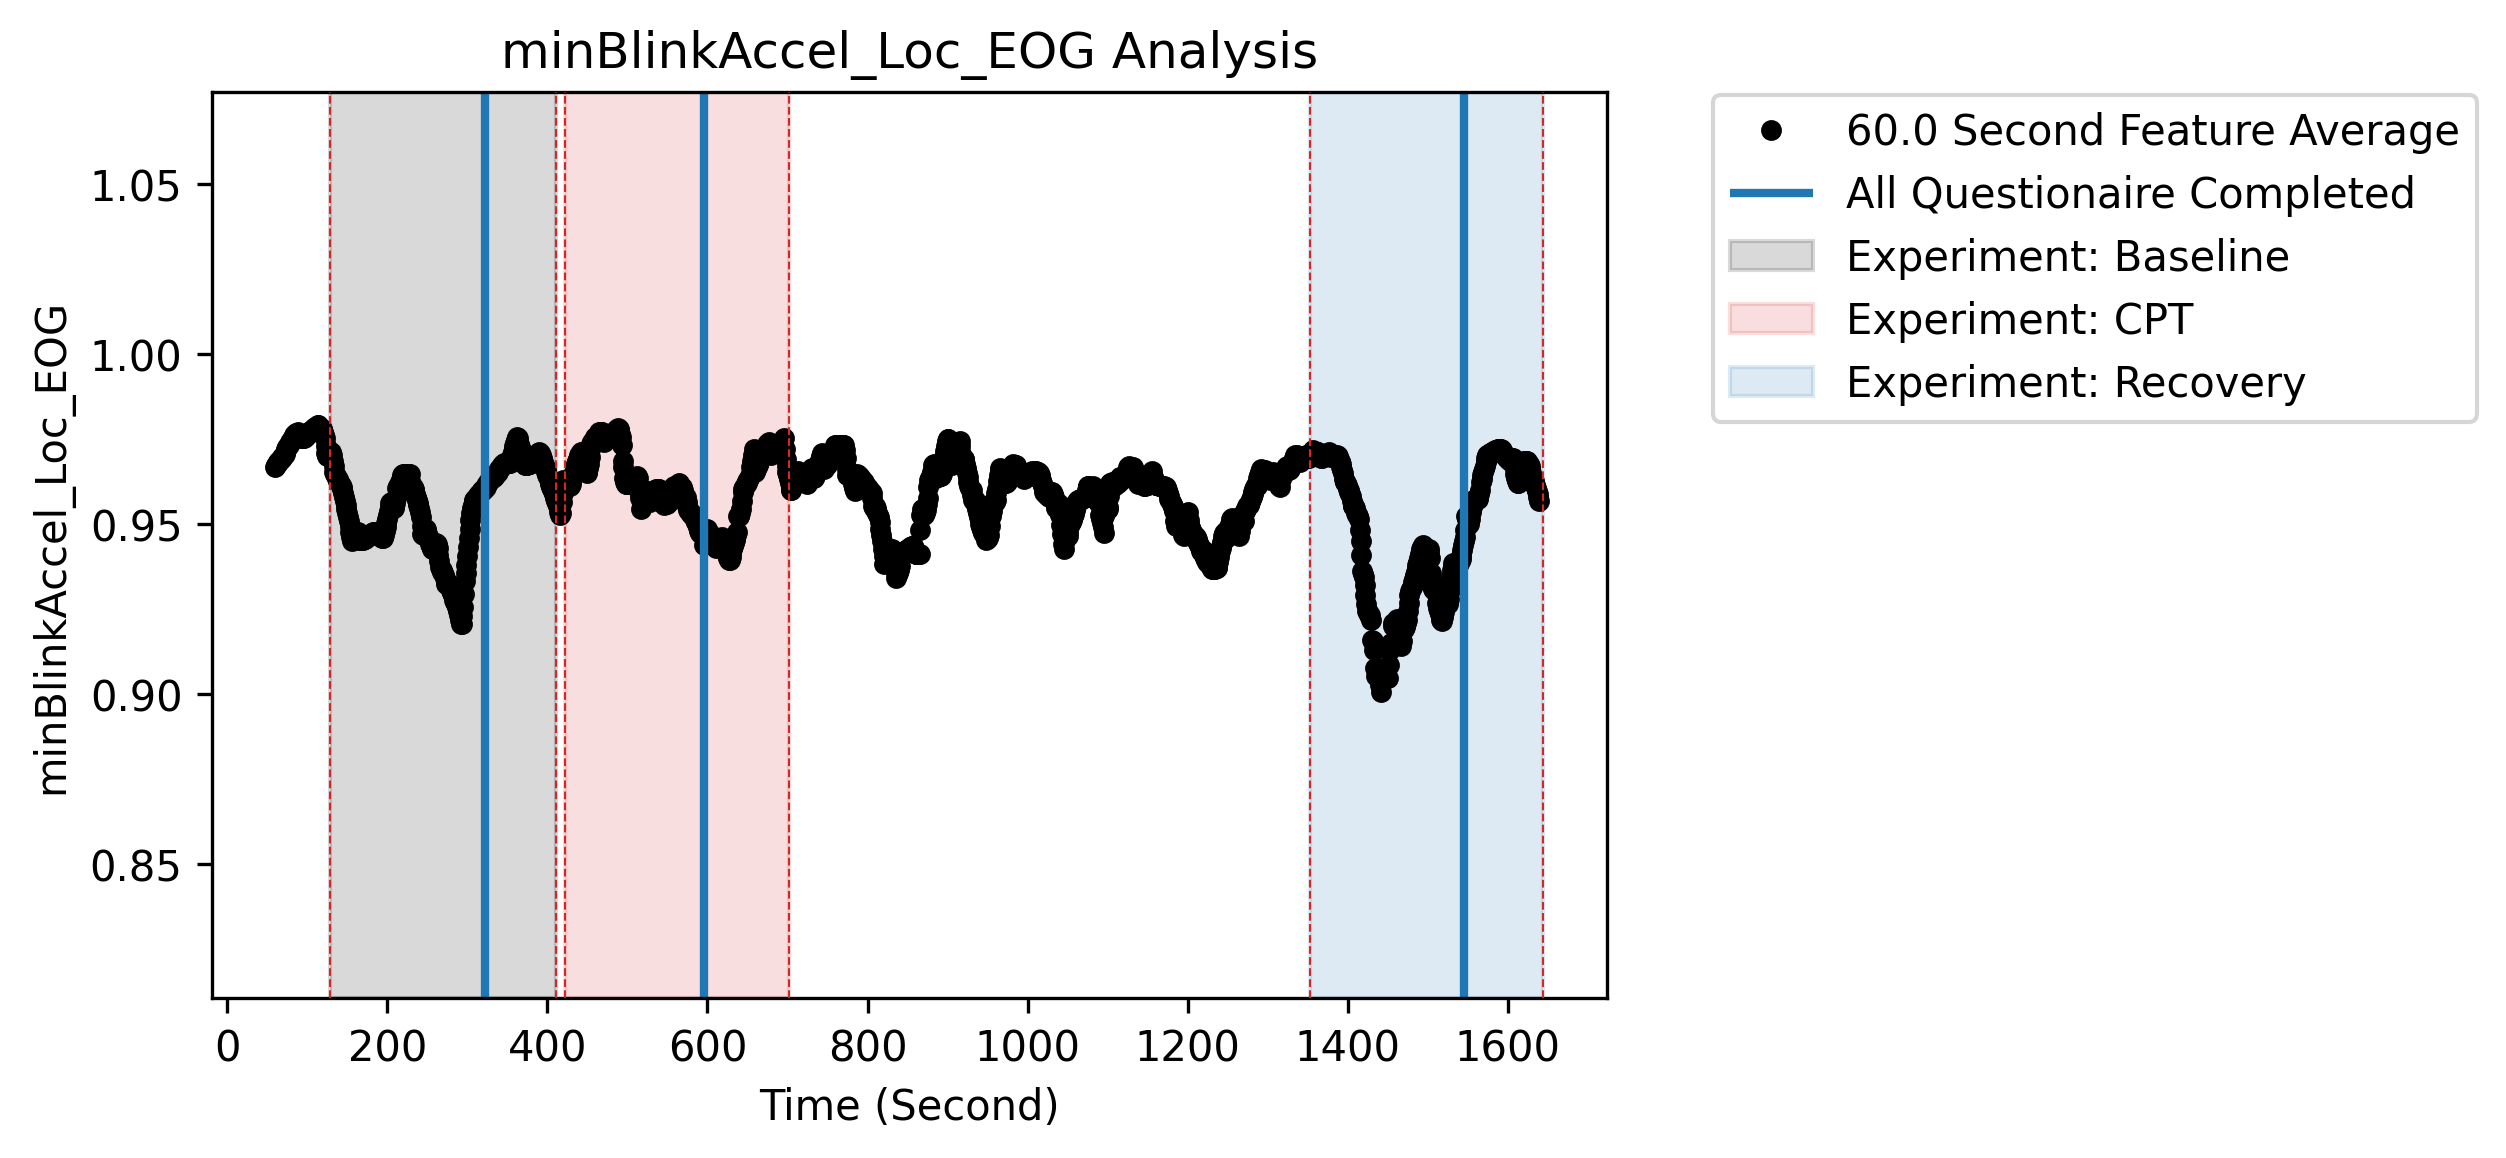 minBlinkAccel_Loc_EOG Analysis
60.0 Second Feature Average
All Questionaire Completed
Experiment: Baseline
Experiment: CPT
Experiment: Recovery
minBlinkAccel_Loc_EOG
1.05
1.00
0.95
0.90
0.85
0 200 400 600 800 1000 1200 1400 1600
Time (Second)